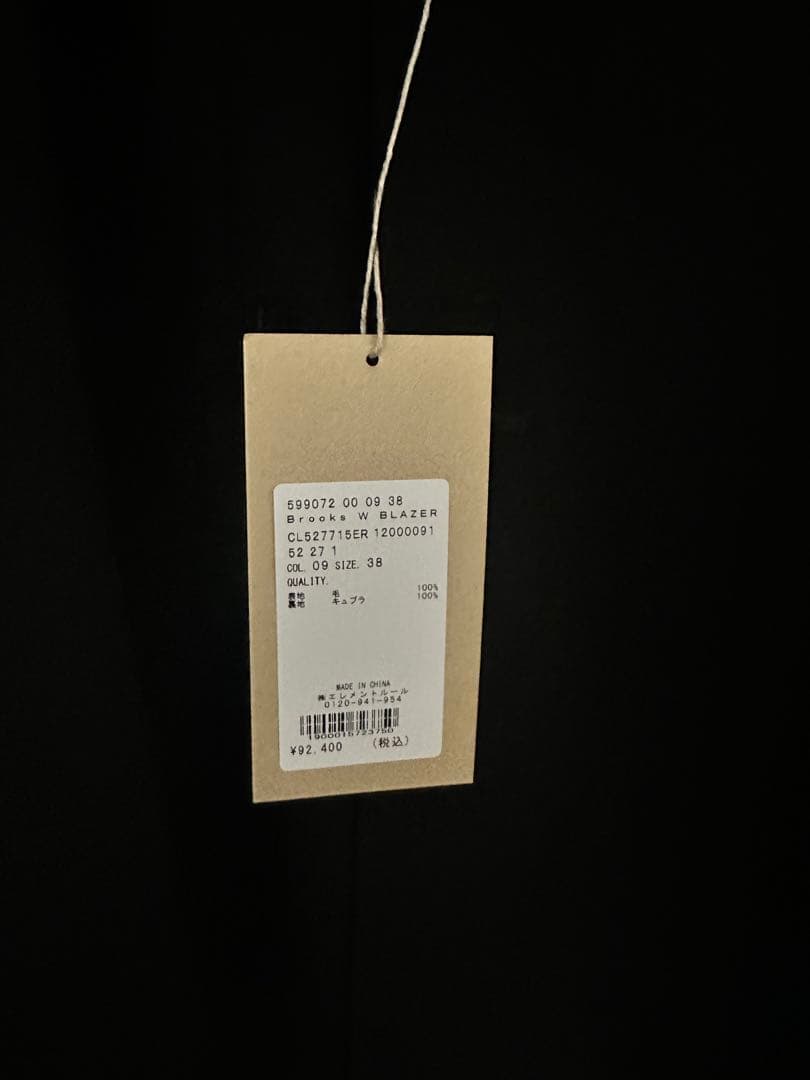 599072 00 09 38
Brooks W BLAZER
CL527715ER 12000091
52 27 1
COL. 09 SIZE. 38
QUALITY.
表地 毛 100%
裏地 キュプラ 100%
MADE IN CHINA
㈱エレメントルール
0120-941-954
1900015723750
¥92,400 (税込)